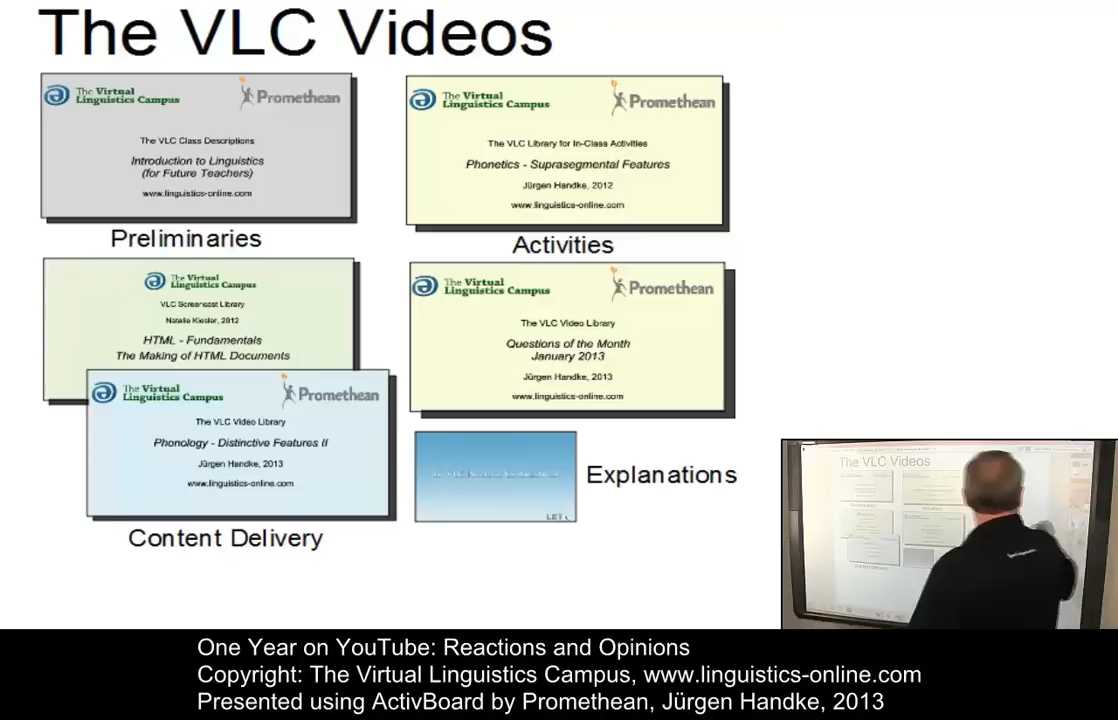 The VLC Videos
The Virtual
Linguistics Campus
Promethean
The VLC Class Descriptions
Introduction to Linguistics
(for Future Teachers)
www.linguistics-online.com
Preliminaries
The Virtual
Linguistics Campus
Promethean
The VLC Library for In-Class Activities
Phonetics - Suprasegmental Features
Jürgen Handke, 2012
www.linguistics-online.com
Activities
The Virtual
Linguistics Campus
VLC Screencast Library
Natalie Kiesler, 2012
HTML - Fundamentals
The Making of HTML Documents
The Virtual
Linguistics Campus
Promethean
The VLC Video Library
Phonology - Distinctive Features II
Jürgen Handke, 2013
www.linguistics-online.com
Content Delivery
The Virtual
Linguistics Campus
Promethean
The VLC Video Library
Questions of the Month
January 2013
Jürgen Handke, 2013
www.linguistics-online.com
Explanations
The VLC Videos
Activities
Content Delivery
One Year on YouTube: Reactions and Opinions
Copyright: The Virtual Linguistics Campus, www.linguistics-online.com
Presented using ActivBoard by Promethean, Jürgen Handke, 2013